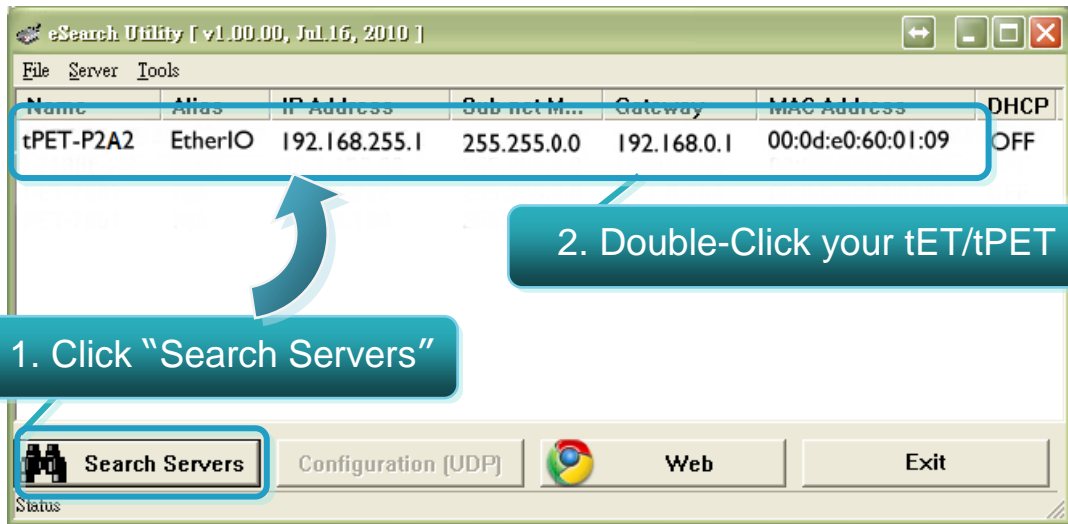 eSearch Utility [ v1.00.00, Jul.16, 2010 ]
File Server Tools
Name Alias IP Address Sub-net M... Gateway MAC Address DHCP
tPET-P2A2 EtherIO 192.168.255.1 255.255.0.0 192.168.0.1 00:0d:e0:60:01:09 OFF
2. Double-Click your tET/tPET
1. Click “Search Servers”
Search Servers Configuration (UDP) Web Exit
Status